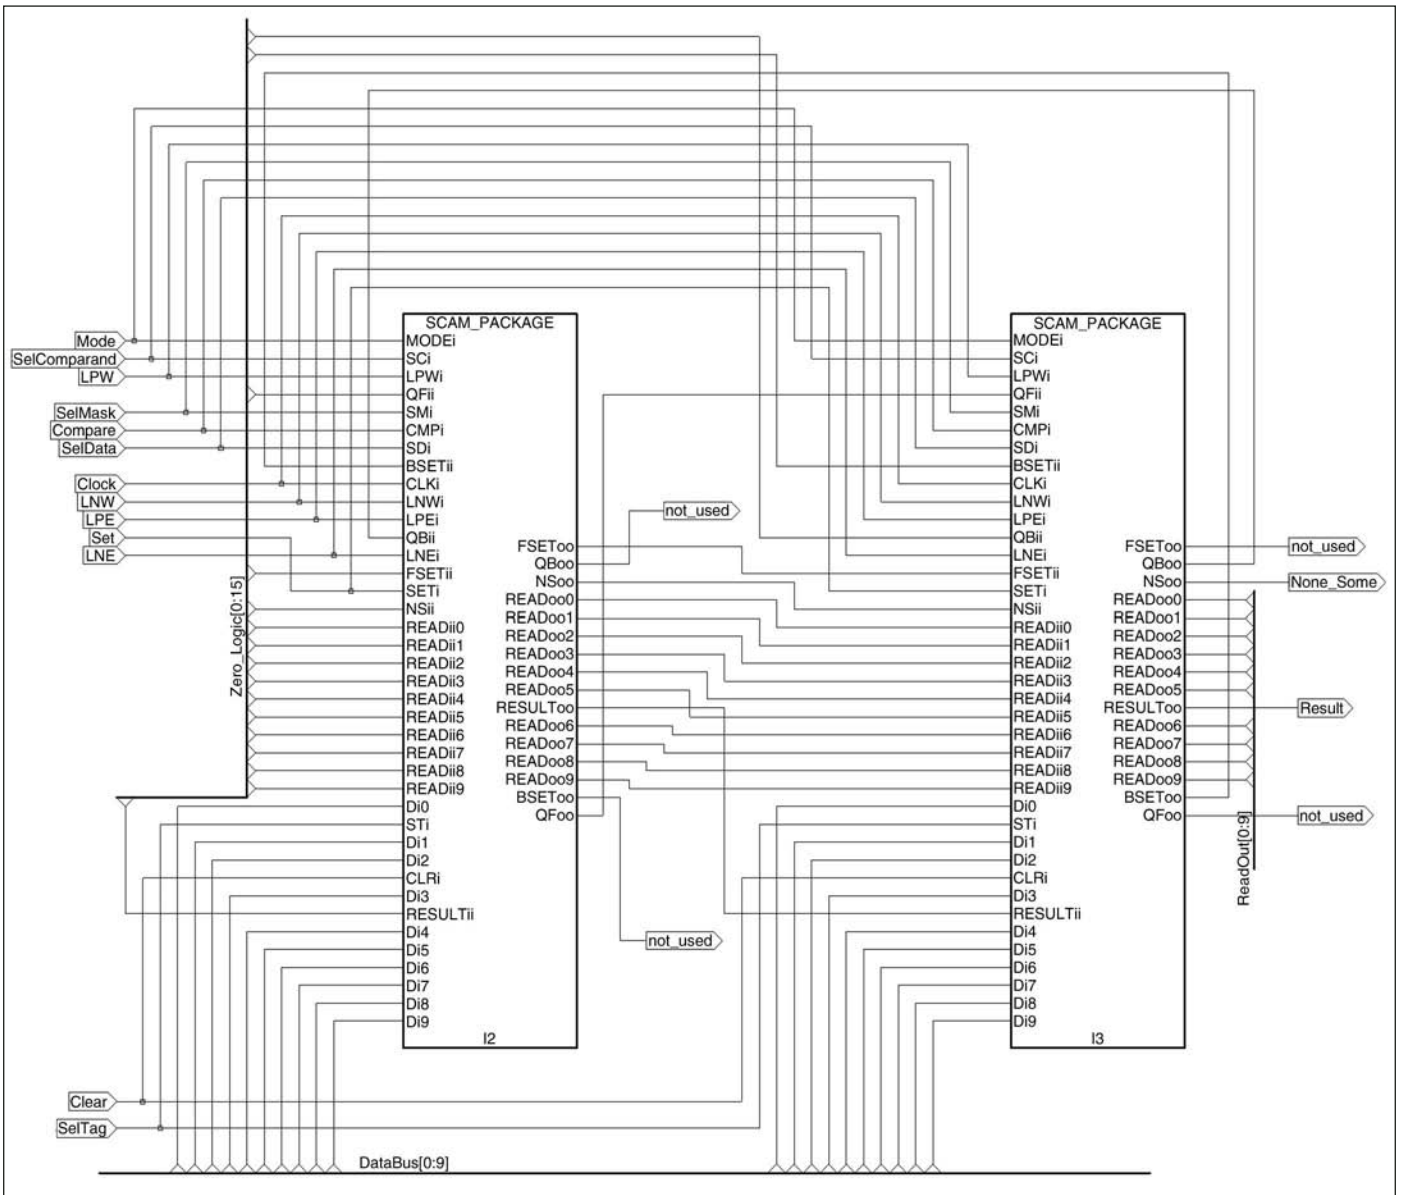 Mode
SelComparand
LPW
SelMask
Compare
SelData
Clock
LNW
LPE
Set
LNE
Zero_Logic[0:15]
SCAM_PACKAGE
MODEi
SCi
LPWi
QFii
SMi
CMPi
SDi
BSETii
CLKi
LNWi
LPEi
QBii
LNEi
FSETii
SETi
NSii
READii0
READii1
READii2
READii3
READii4
READii5
READii6
READii7
READii8
READii9
Di0
STi
Di1
Di2
CLRi
Di3
RESULTii
Di4
Di5
Di6
Di7
Di8
Di9
FSEToo
QBoo
NSoo
READoo0
READoo1
READoo2
READoo3
READoo4
READoo5
RESULToo
READoo6
READoo7
READoo8
READoo9
BSEToo
QFoo
I2
not_used
not_used
SCAM_PACKAGE
MODEi
SCi
LPWi
QFii
SMi
CMPi
SDi
BSETii
CLKi
LNWi
LPEi
QBii
LNEi
FSETii
SETi
NSii
READii0
READii1
READii2
READii3
READii4
READii5
READii6
READii7
READii8
READii9
Di0
STi
Di1
Di2
CLRi
Di3
RESULTii
Di4
Di5
Di6
Di7
Di8
Di9
FSEToo
QBoo
NSoo
READoo0
READoo1
READoo2
READoo3
READoo4
READoo5
RESULToo
READoo6
READoo7
READoo8
READoo9
BSEToo
QFoo
I3
not_used
None_Some
Result
not_used
ReadOut[0:9]
Clear
SelTag
DataBus[0:9]